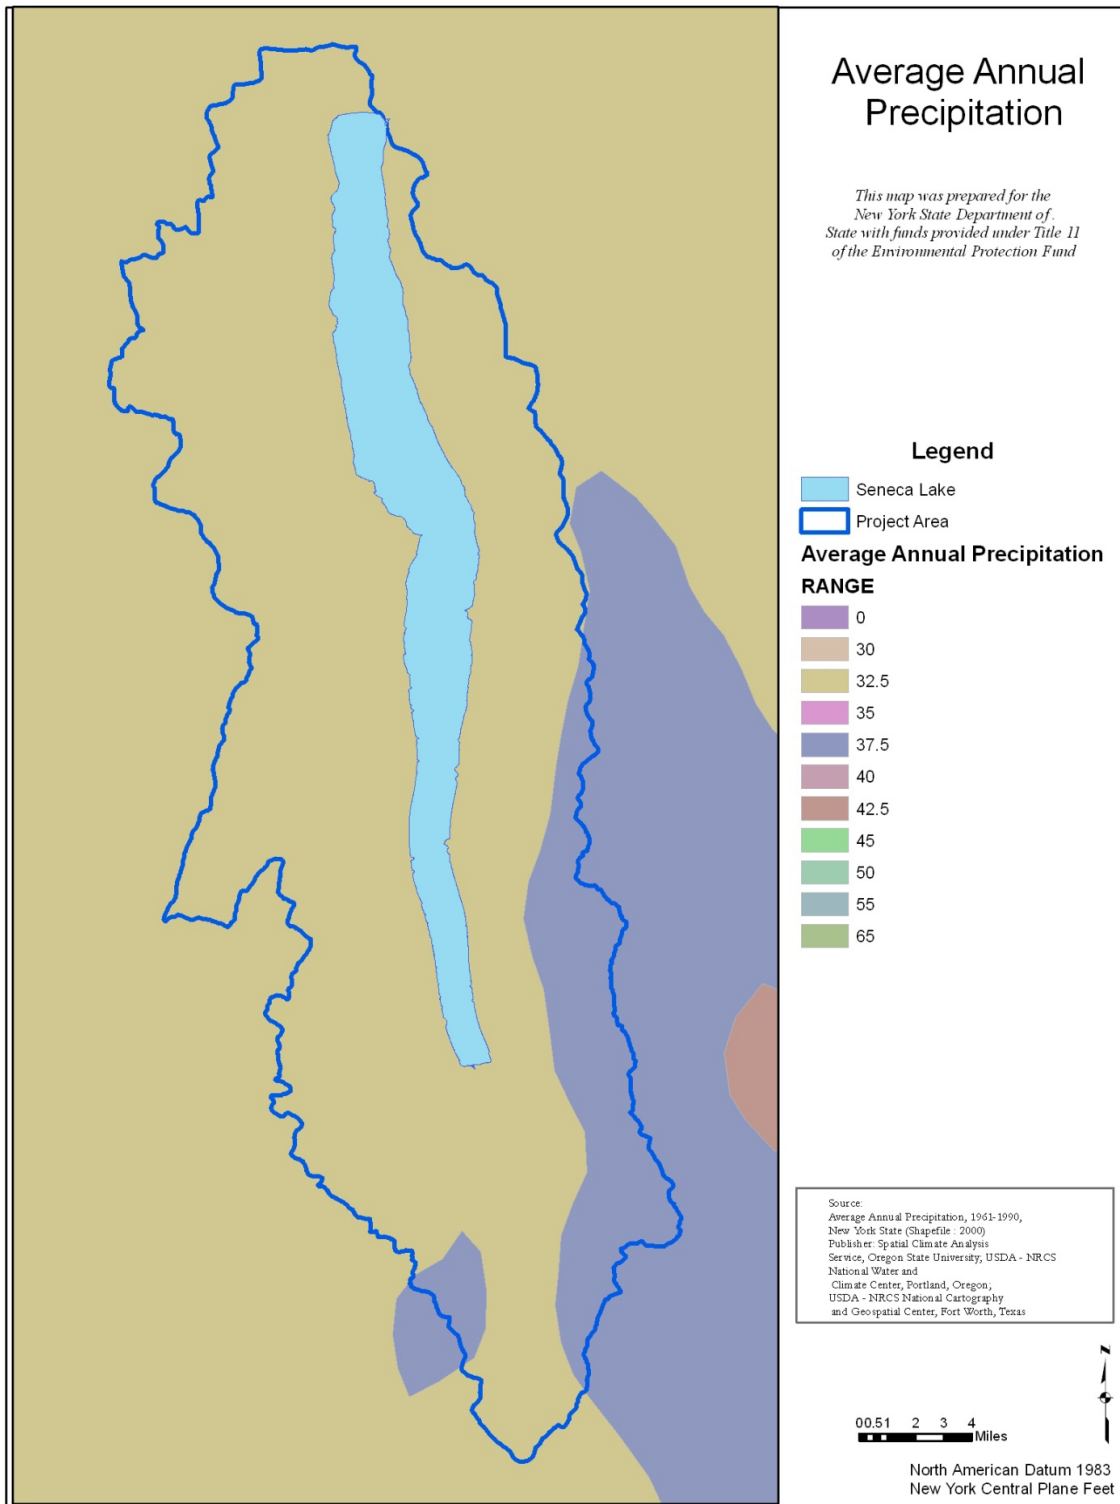 Average Annual
Precipitation
This map was prepared for the
New York State Department of .
State with funds provided under Title 11
of the Environmental Protection Fund
Legend
Seneca Lake
Project Area
Average Annual Precipitation
RANGE
0
30
32.5
35
37.5
40
42.5
45
50
55
65
Source:
Average Annual Precipitation, 1961-1990,
New York State (Shapefile : 2000)
Publisher: Spatial Climate Analysis
Service, Oregon State University; USDA - NRCS
National Water and
Climate Center, Portland, Oregon;
USDA - NRCS National Cartography
and Geospatial Center, Fort Worth, Texas
N
00.51 2 3 4
Miles
North American Datum 1983
New York Central Plane Feet